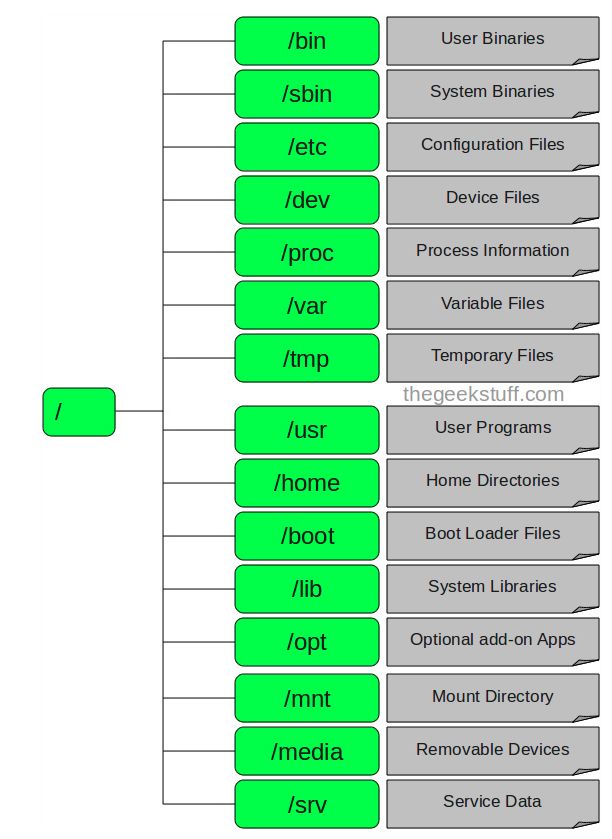 /bin
User Binaries
/sbin
System Binaries
/etc
Configuration Files
/dev
Device Files
/proc
Process Information
/var
Variable Files
/tmp
Temporary Files
/
thegeekstuff.com
/usr
User Programs
/home
Home Directories
/boot
Boot Loader Files
/lib
System Libraries
/opt
Optional add-on Apps
/mnt
Mount Directory
/media
Removable Devices
/srv
Service Data